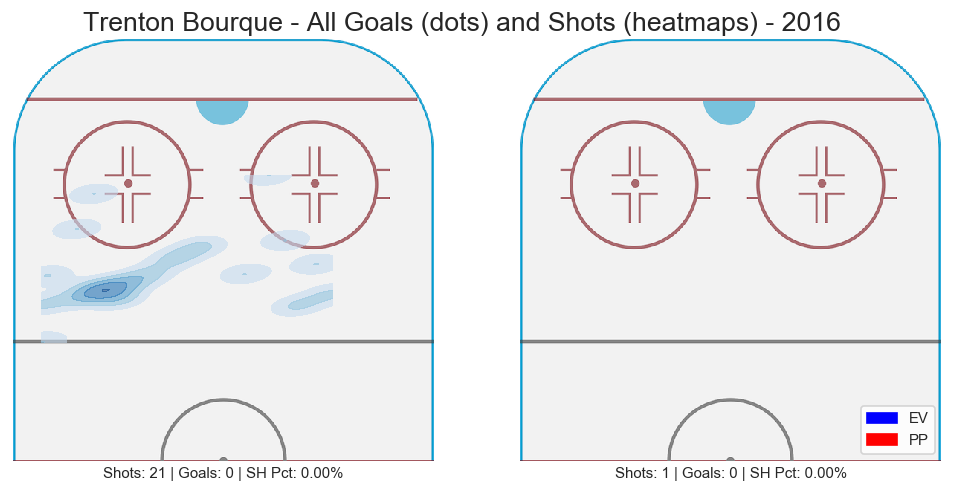 Trenton Bourque - All Goals (dots) and Shots (heatmaps) - 2016
EV
PP
Shots: 21 | Goals: 0 | SH Pct: 0.00%
Shots: 1 | Goals: 0 | SH Pct: 0.00%